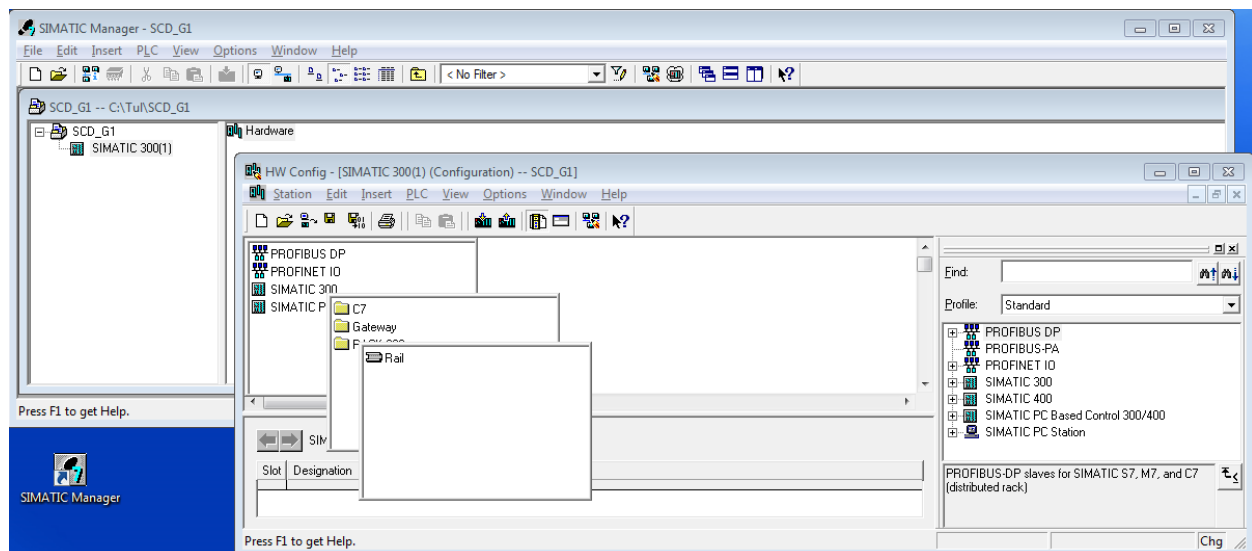 SIMATIC Manager - SCD_G1
File Edit Insert PLC View Options Window Help
< No Filter >
SCD_G1 -- C:\Tul\SCD_G1
SCD_G1
SIMATIC 300(1)
Hardware
HW Config - [SIMATIC 300(1) (Configuration) -- SCD_G1]
Station Edit Insert PLC View Options Window Help
PROFIBUS DP
PROFINET IO
SIMATIC 300
SIMATIC P
C7
Gateway
Rail
SIM
Slot Designation
Find:
Profile: Standard
PROFIBUS DP
PROFIBUS-PA
PROFINET IO
SIMATIC 300
SIMATIC 400
SIMATIC PC Based Control 300/400
SIMATIC PC Station
PROFIBUS-DP slaves for SIMATIC S7, M7, and C7
(distributed rack)
Press F1 to get Help.
Chg
Press F1 to get Help.
SIMATIC Manager